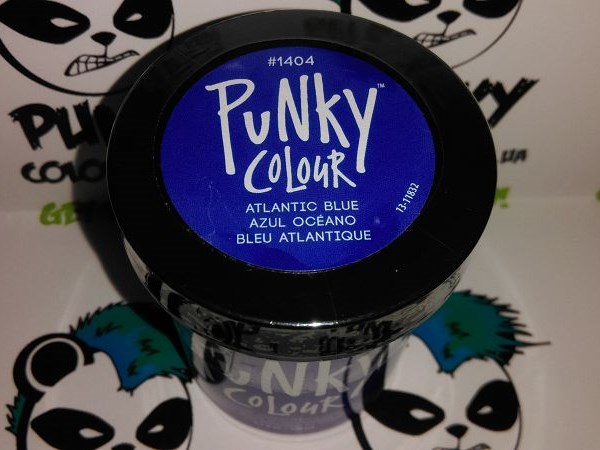 #1404
PUNKY™
COLOUR
ATLANTIC BLUE
AZUL OCÉANO
BLEU ATLANTIQUE
13-11832
PUNKY
COLOUR